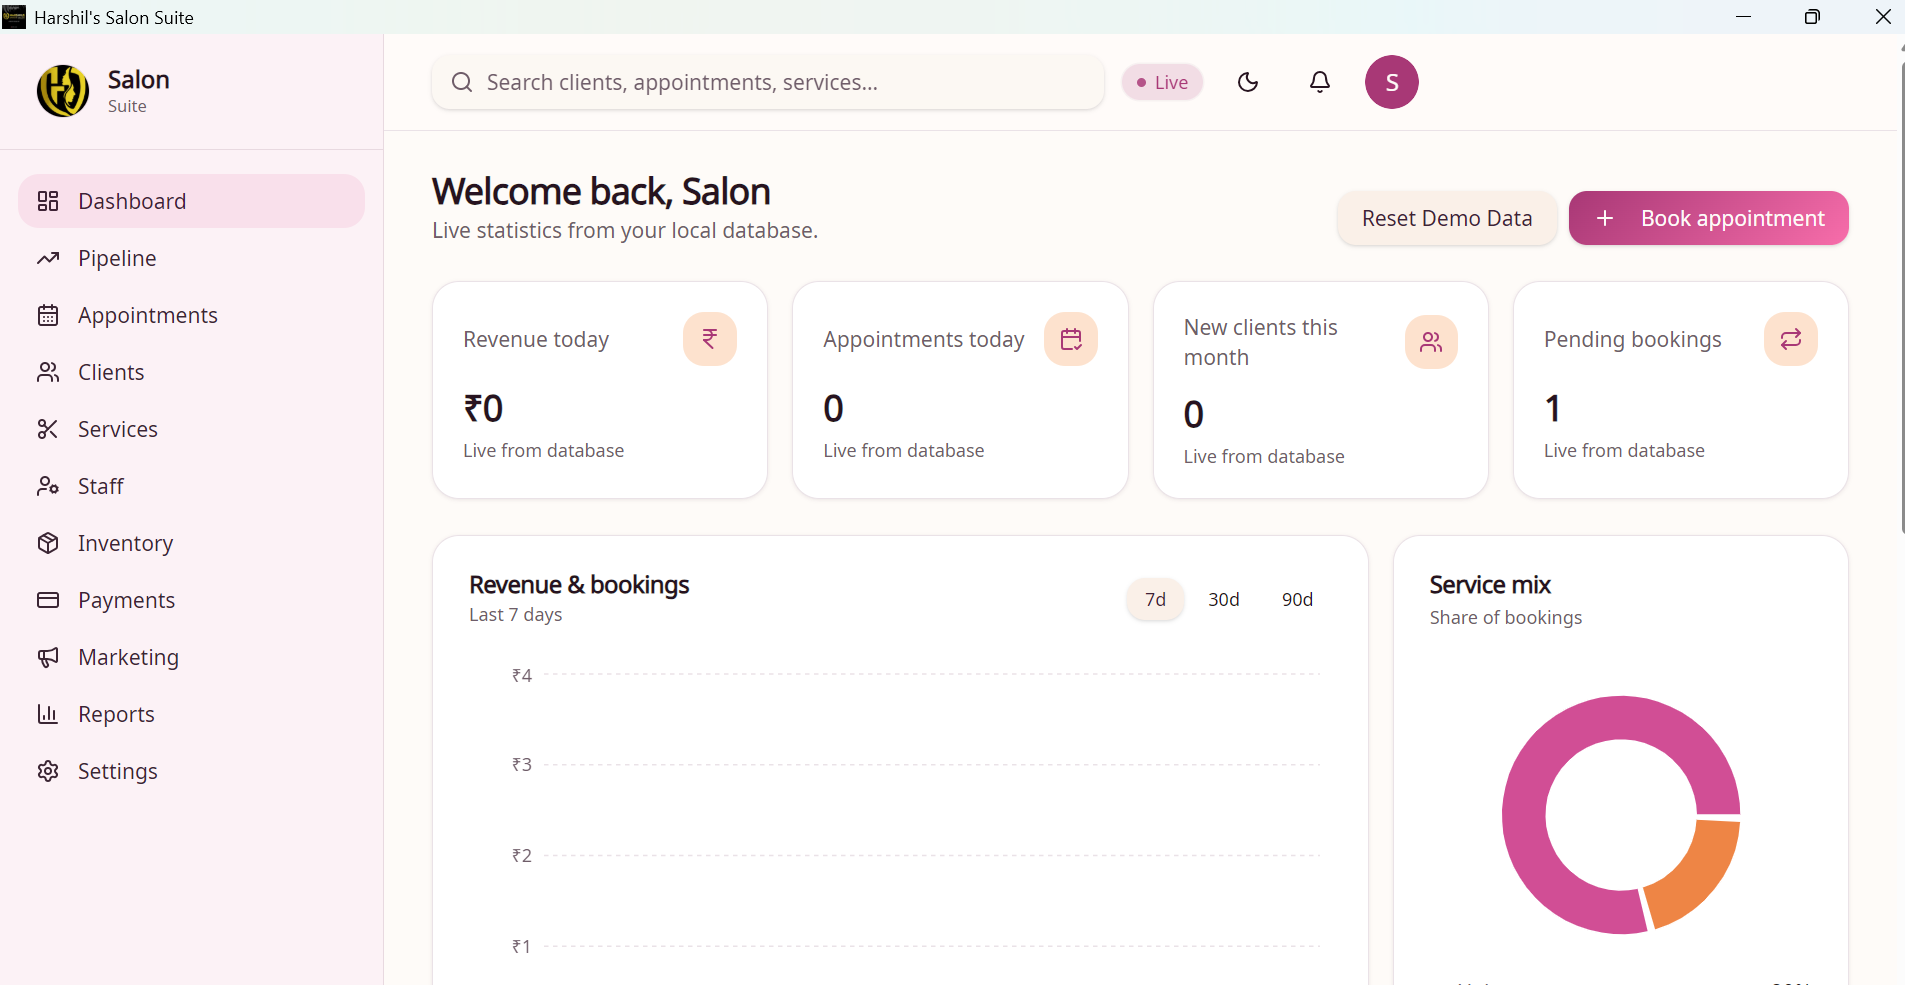 Harshil's Salon Suite
Salon
Suite
Search clients, appointments, services...
Live
S
Dashboard
Pipeline
Appointments
Clients
Services
Staff
Inventory
Payments
Marketing
Reports
Settings
Welcome back, Salon
Live statistics from your local database.
Reset Demo Data
Book appointment
Revenue today
₹0
Live from database
Appointments today
0
Live from database
New clients this
month
0
Live from database
Pending bookings
1
Live from database
Revenue & bookings
Last 7 days
7d
30d
90d
₹4
₹3
₹2
₹1
Service mix
Share of bookings